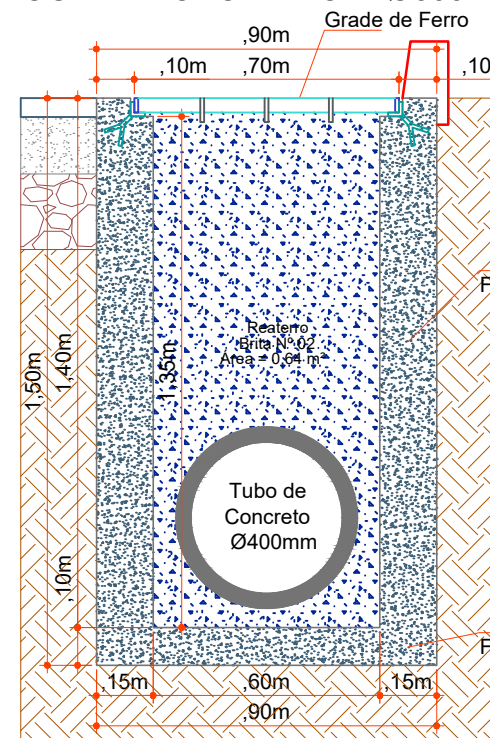 Grade de Ferro
,90m
,10m ,70m ,10
Reaterro
Brita Nº 02
Área = 0,64 m²
1,50m
1,40m
1,35m
Tubo de
Concreto
Ø400mm
,10m
,15m ,60m ,15m
,90m